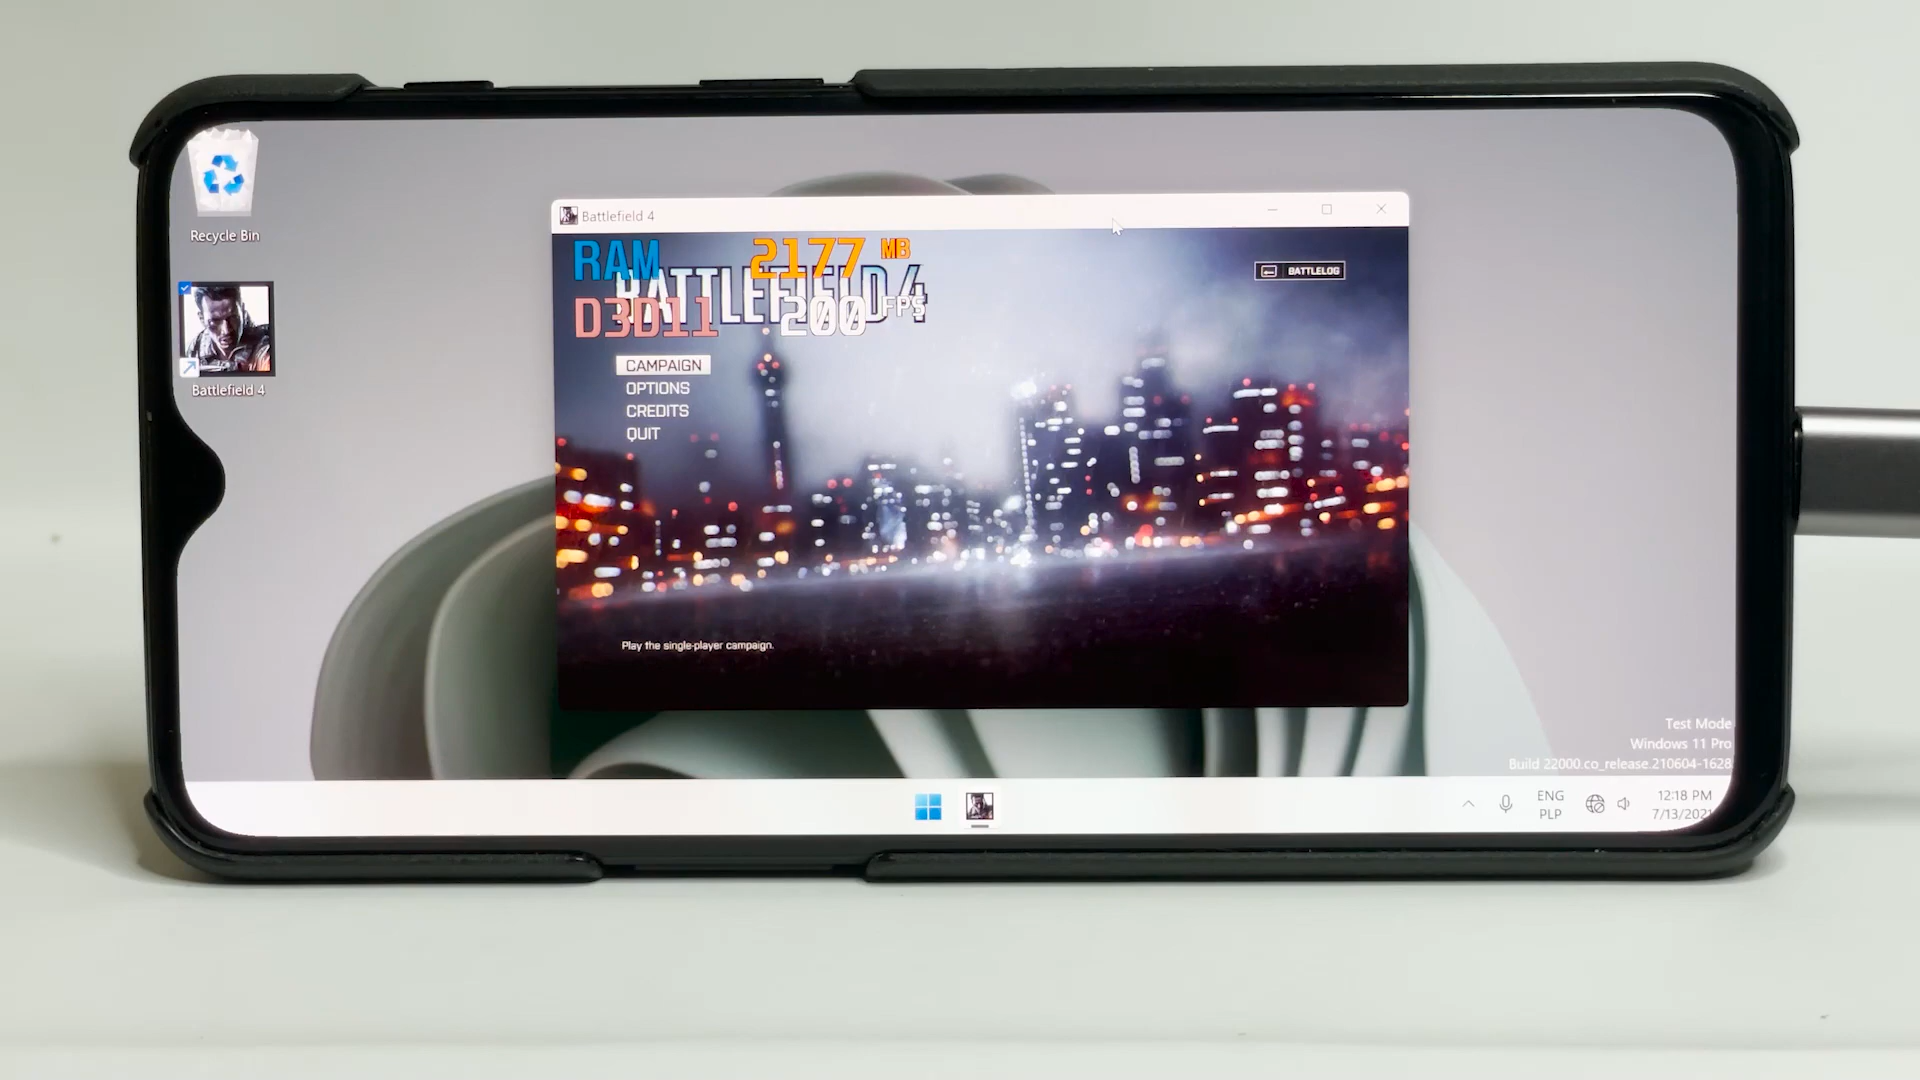 Recycle Bin
Battlefield 4
Battlefield 4
RAM 2177 MB
BATTLEFIELD 4
D3D11 200 FPS
BATTLELOG
CAMPAIGN
OPTIONS
CREDITS
QUIT
Play the single-player campaign.
Test Mode
Windows 11 Pro
Build 22000.co_release.210604-1628
ENG
PLP
12:18 PM
7/13/2021